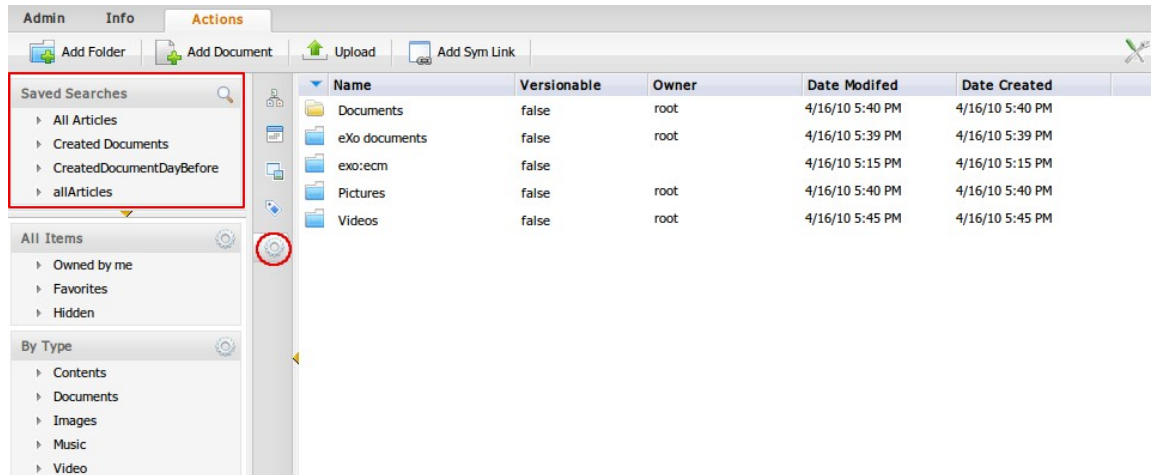 Admin Info Actions
Add Folder Add Document Upload Add Sym Link
Saved Searches
All Articles
Created Documents
CreatedDocumentDayBefore
allArticles
All Items
Owned by me
Favorites
Hidden
By Type
Contents
Documents
Images
Music
Video
Name Versionable Owner Date Modifed Date Created
Documents false root 4/16/10 5:40 PM 4/16/10 5:40 PM
eXo documents false root 4/16/10 5:39 PM 4/16/10 5:39 PM
exo:ecm false 4/16/10 5:15 PM 4/16/10 5:15 PM
Pictures false root 4/16/10 5:40 PM 4/16/10 5:40 PM
Videos false root 4/16/10 5:45 PM 4/16/10 5:45 PM